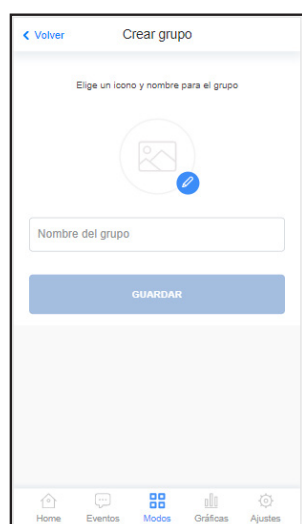 Volver Crear grupo
Elige un icono y nombre para el grupo
Nombre del grupo
GUARDAR
Home Eventos Modos Gráficas Ajustes